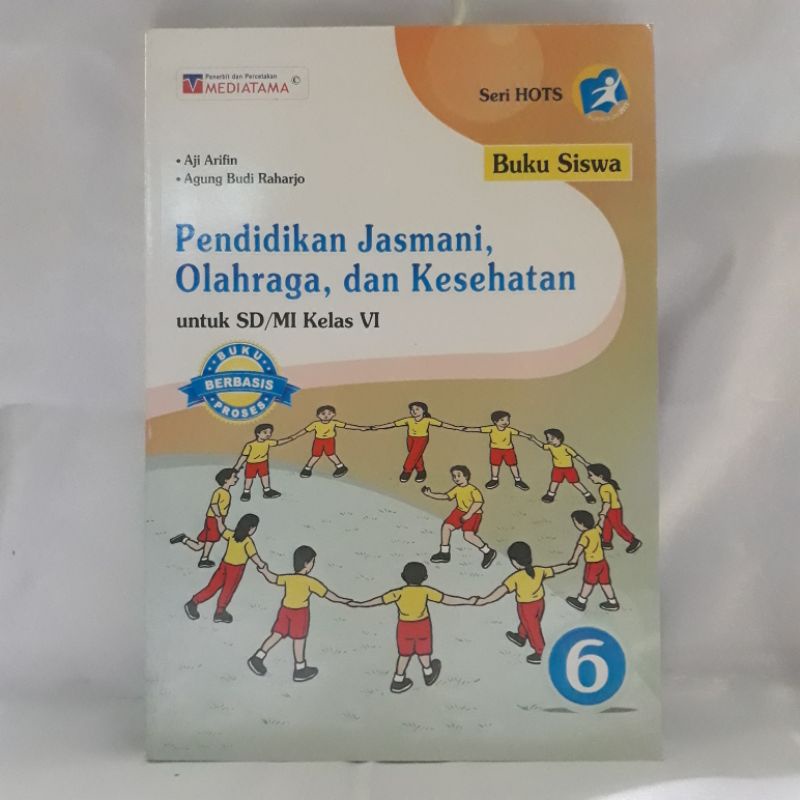 Penerbit dan Percetakan
MEDIATAMA ©
Seri HOTS
• Aji Arifin
• Agung Budi Raharjo
Buku Siswa
Pendidikan Jasmani,
Olahraga, dan Kesehatan
untuk SD/MI Kelas VI
BUKU
BERBASIS
PROSES
6